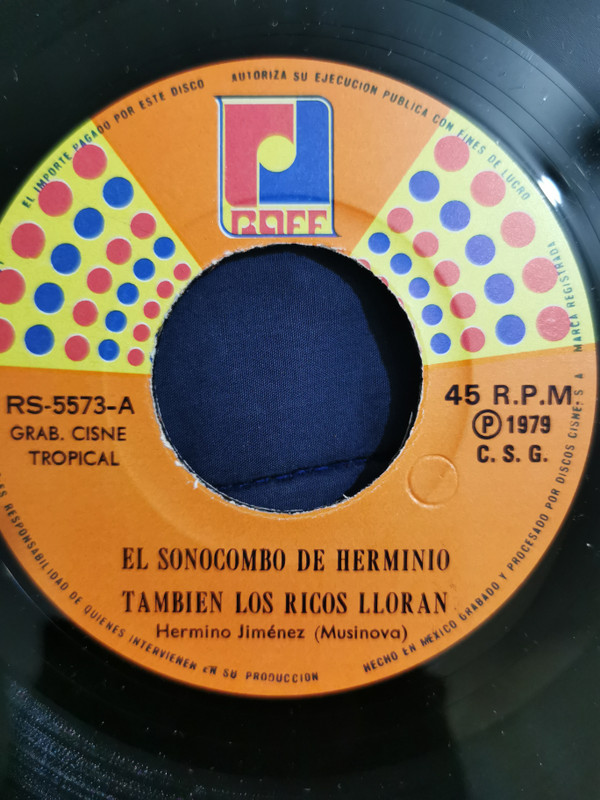 EL IMPORTE PAGADO POR ESTE DISCO AUTORIZA SU EJECUCION PUBLICA CON FINES DE LUCRO
RAFF
RS-5573-A
GRAB. CISNE
TROPICAL
45 R.P.M.
Ⓟ 1979
C. S. G.
EL SONOCOMBO DE HERMINIO
TAMBIEN LOS RICOS LLORAN
Hermino Jiménez (Musinova)
ES RESPONSABILIDAD DE QUIENES INTERVIENEN EN SU PRODUCCION
HECHO EN MEXICO GRABADO Y PROCESADO POR DISCOS CISNE, S A MARCA REGISTRADA